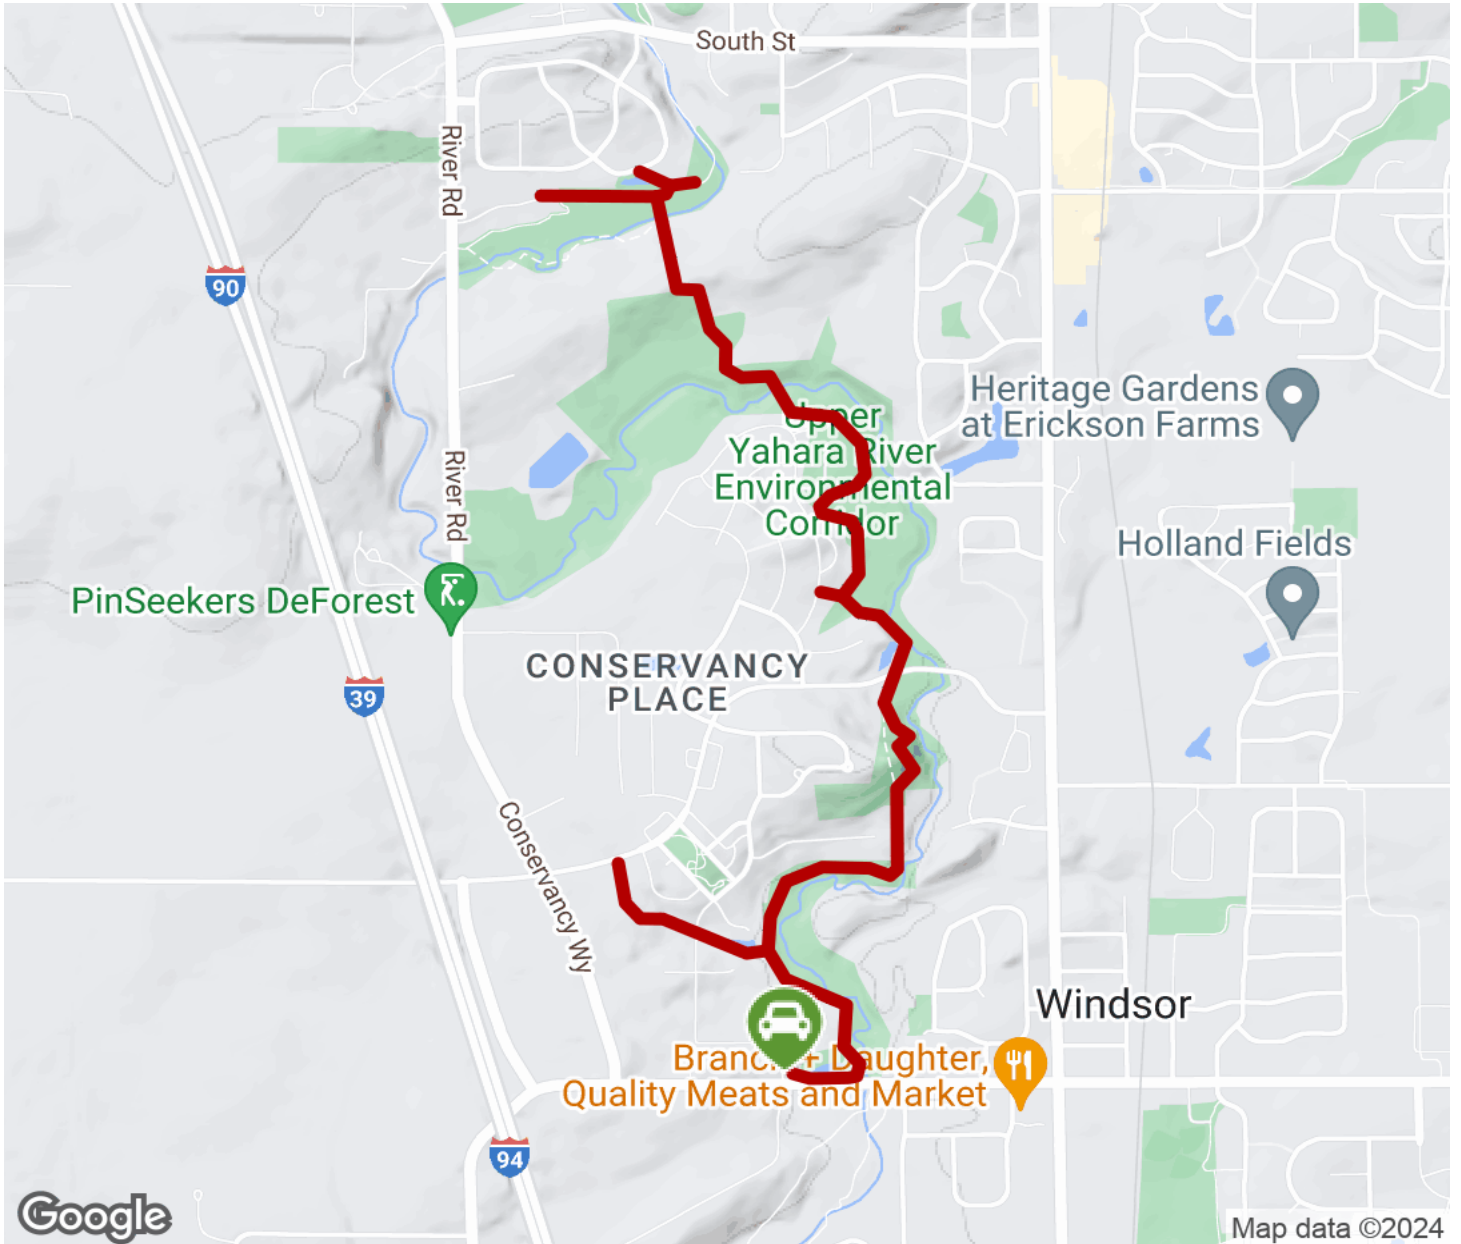 South St
River Rd
90
Heritage Gardens
at Erickson Farms
Upper
Yahara River
Environmental
Corridor
River Rd
Holland Fields
PinSeekers DeForest
CONSERVANCY
PLACE
39
Conservancy Wy
Windsor
Branch + Daughter,
Quality Meats and Market
94
Google
Map data ©2024